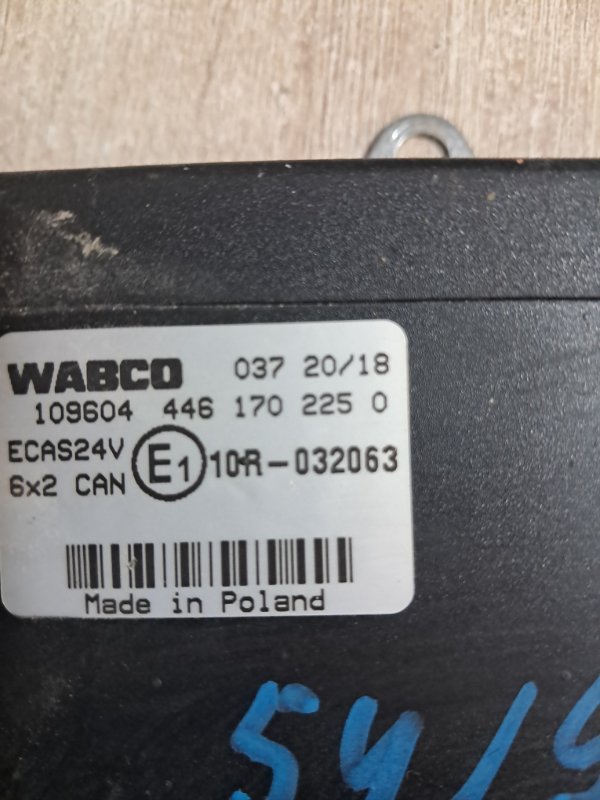 WABCO 037 20/18
109604 446 170 225 0
ECAS24V E1 10R-032063
6x2 CAN
Made in Poland